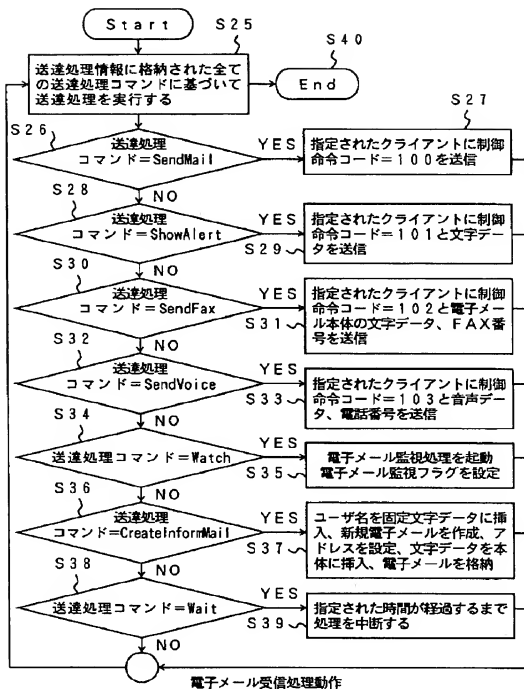 Start
S25
S40
送達処理情報に格納された全て
の送達処理コマンドに基づいて
送達処理を実行する
End
S26
S27
送達処理
コマンド=SendMail
YES
指定されたクライアントに制御
命令コード=100を送信
NO
S28
送達処理
コマンド=ShowAlert
YES
S29
指定されたクライアントに制御
命令コード=101と文字デー
タを送信
NO
S30
送達処理
コマンド=SendFax
YES
S31
指定されたクライアントに制御
命令コード=102と電子メー
ル本体の文字データ、FAX番
号を送信
NO
S32
送達処理
コマンド=SendVoice
YES
S33
指定されたクライアントに制御
命令コード=103と音声デー
タ、電話番号を送信
NO
S34
送達処理コマンド=Watch
YES
S35
電子メール監視処理を起動
電子メール監視フラグを設定
NO
S36
送達処理
コマンド=CreateInformMail
YES
S37
ユーザ名を固定文字データに挿
入、新規電子メールを作成、ア
ドレスを設定、文字データを本
体に挿入、電子メールを格納
NO
S38
送達処理コマンド=Wait
YES
S39
指定された時間が経過するまで
処理を中断する
NO
電子メール受信処理動作